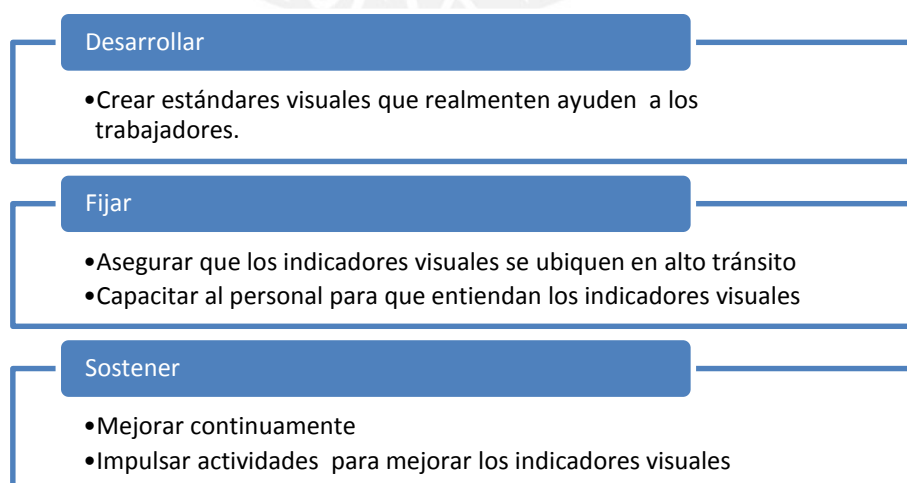 Desarrollar
•Crear estándares visuales que realmenten ayuden a los
trabajadores.
Fijar
•Asegurar que los indicadores visuales se ubiquen en alto tránsito
•Capacitar al personal para que entiendan los indicadores visuales
Sostener
•Mejorar continuamente
•Impulsar actividades para mejorar los indicadores visuales